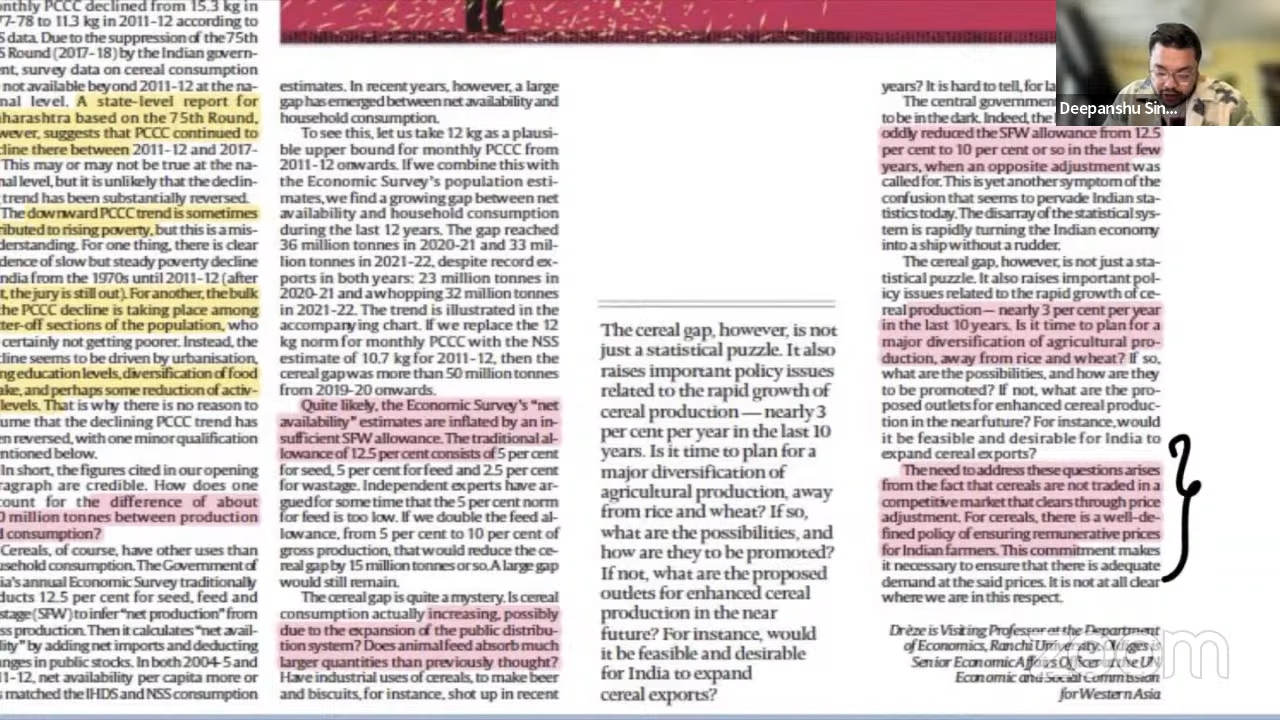 onthly PCCC declined from 15.3 kg in
77-78 to 11.3 kg in 2011-12 according to
S data. Due to the suppression of the 75th
S Round (2017-18) by the Indian govern-
ent, survey data on cereal consumption
not available beyond 2011-12 at the na-
nal level. A state-level report for
aharashtra based on the 75th Round,
wever, suggests that PCCC continued to
cline there between 2011-12 and 2017-
This may or may not be true at the na-
nal level, but it is unlikely that the declin-
trend has been substantially reversed.
The downward PCCC trend is sometimes
ributed to rising poverty, but this is a mis-
derstanding. For one thing, there is clear
dence of slow but steady poverty decline
ndia from the 1970s until 2011-12 (after
t, the jury is still out). For another, the bulk
the PCCC decline is taking place among
ter-off sections of the population, who
certainly not getting poorer. Instead, the
cline seems to be driven by urbanisation,
ng education levels, diversification of food
ake, and perhaps some reduction of activ-
levels. That is why there is no reason to
ume that the declining PCCC trend has
en reversed, with one minor qualification
ntioned below.
In short, the figures cited in our opening
ragraph are credible. How does one
count for the difference of about
0 million tonnes between production
d consumption?
Cereals, of course, have other uses than
usehold consumption. The Government of
ia's annual Economic Survey traditionally
ducts 12.5 per cent for seed, feed and
stage (SFW) to infer "net production" from
ss production. Then it calculates "net avail-
lity" by adding net imports and deducting
nges in public stocks. In both 2004-5 and
11-12, net availability per capita more or
s matched the IHDS and NSS consumption
estimates. In recent years, however, a large
gap has emerged between net availability and
household consumption.
To see this, let us take 12 kg as a plausi-
ble upper bound for monthly PCCC from
2011-12 onwards. If we combine this with
the Economic Survey's population esti-
mates, we find a growing gap between net
availability and household consumption
during the last 12 years. The gap reached
36 million tonnes in 2020-21 and 33 mil-
lion tonnes in 2021-22, despite record ex-
ports in both years: 23 million tonnes in
2020-21 and a whopping 32 million tonnes
in 2021-22. The trend is illustrated in the
accompanying chart. If we replace the 12
kg norm for monthly PCCC with the NSS
estimate of 10.7 kg for 2011-12, then the
cereal gap was more than 50 million tonnes
from 2019-20 onwards.
Quite likely, the Economic Survey's "net
availability" estimates are inflated by an in-
sufficient SFW allowance. The traditional al-
lowance of 12.5 per cent consists of 5 per cent
for seed, 5 per cent for feed and 2.5 per cent
for wastage. Independent experts have ar-
gued for some time that the 5 per cent norm
for feed is too low. If we double the feed al-
lowance, from 5 per cent to 10 per cent of
gross production, that would reduce the ce-
real gap by 15 million tonnes or so. A large gap
would still remain.
The cereal gap is quite a mystery. Is cereal
consumption actually increasing, possibly
due to the expansion of the public distribu-
tion system? Does animal feed absorb much
larger quantities than previously thought?
Have industrial uses of cereals, to make beer
and biscuits, for instance, shot up in recent
The cereal gap, however, is not
just a statistical puzzle. It also
raises important policy issues
related to the rapid growth of
cereal production — nearly 3
per cent per year in the last 10
years. Is it time to plan for a
major diversification of
agricultural production, away
from rice and wheat? If so,
what are the possibilities, and
how are they to be promoted?
If not, what are the proposed
outlets for enhanced cereal
production in the near
future? For instance, would
it be feasible and desirable
for India to expand
cereal exports?
years? It is hard to tell, for la
The central governmen
to be in the dark. Indeed, the
oddly reduced the SFW allowance from 12.5
per cent to 10 per cent or so in the last few
years, when an opposite adjustment was
called for. This is yet another symptom of the
confusion that seems to pervade Indian sta-
tistics today. The disarray of the statistical sys-
tem is rapidly turning the Indian economy
into a ship without a rudder.
The cereal gap, however, is not just a sta-
tistical puzzle. It also raises important pol-
icy issues related to the rapid growth of ce-
real production — nearly 3 per cent per year
in the last 10 years. Is it time to plan for a
major diversification of agricultural pro-
duction, away from rice and wheat? If so,
what are the possibilities, and how are they
to be promoted? If not, what are the pro-
posed outlets for enhanced cereal produc-
tion in the near future? For instance, would
it be feasible and desirable for India to
expand cereal exports?
The need to address these questions arises
from the fact that cereals are not traded in a
competitive market that clears through price
adjustment. For cereals, there is a well-de-
fined policy of ensuring remunerative prices
for Indian farmers. This commitment makes
it necessary to ensure that there is adequate
demand at the said prices. It is not at all clear
where we are in this respect.
Drèze is Visiting Professor at the Department
of Economics, Ranchi University. Oldiges is
Senior Economic Affairs Officer at the UN
Economic and Social Commission
for Western Asia
Deepanshu Sin...
zoom